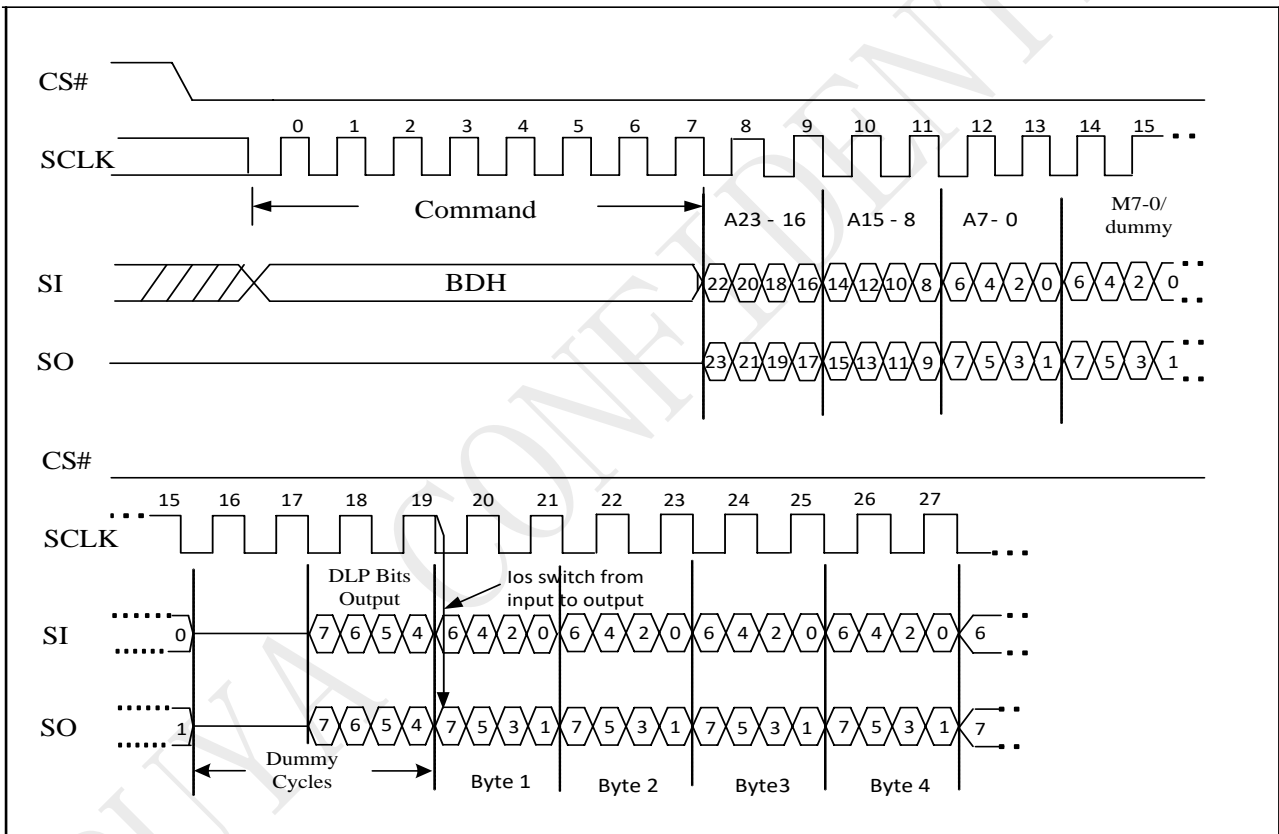 CS#
0 1 2 3 4 5 6 7 8 9 10 11 12 13 14 15
SCLK
Command
A23 - 16 A15 - 8 A7- 0 M7-0/
dummy
SI BDH 22 20 18 16 14 12 10 8 6 4 2 0 6 4 2 0
SO 23 21 19 17 15 13 11 9 7 5 3 1 7 5 3 1
CS#
15 16 17 18 19 20 21 22 23 24 25 26 27
SCLK
DLP Bits
Output
Ios switch from
input to output
SI 0 7 6 5 4 6 4 2 0 6 4 2 0 6 4 2 0 6 4 2 0 6
SO 1 7 6 5 4 7 5 3 1 7 5 3 1 7 5 3 1 7 5 3 1 7
Dummy
Cycles
Byte 1 Byte 2 Byte3 Byte 4
CONFIDENT